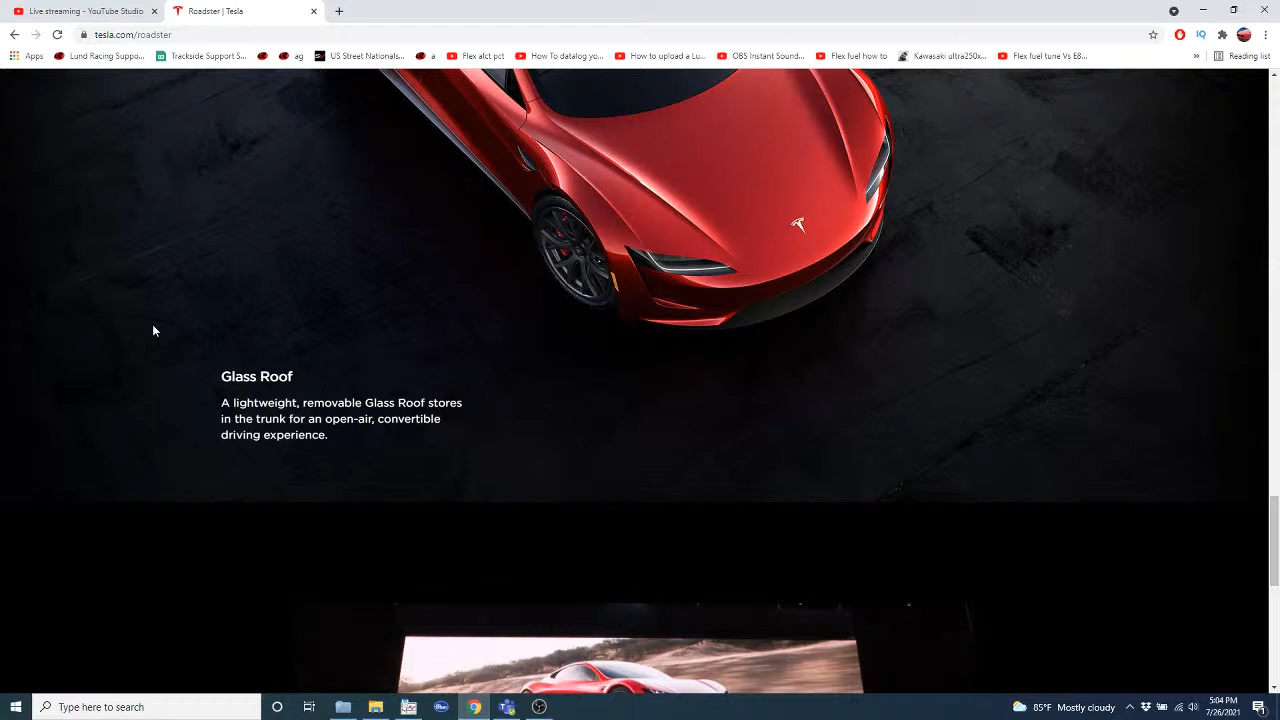 Live streaming - YouTube Studio
Roadster | Tesla
tesla.com/roadster
Apps
Lund Racing Suppo...
Trackside Support S...
ag
US Street Nationals...
a
Flex alct pct
How To datalog yo...
How to upload a Lu...
OBS Instant Sound...
Flex fuel how to
Kawasaki ultra250x...
Flex fuel tune Vs E8...
»
Reading list
Glass Roof
A lightweight, removable Glass Roof stores
in the trunk for an open-air, convertible
driving experience.
Type here to search
85°F Mostly cloudy
5:04 PM
7/26/2021